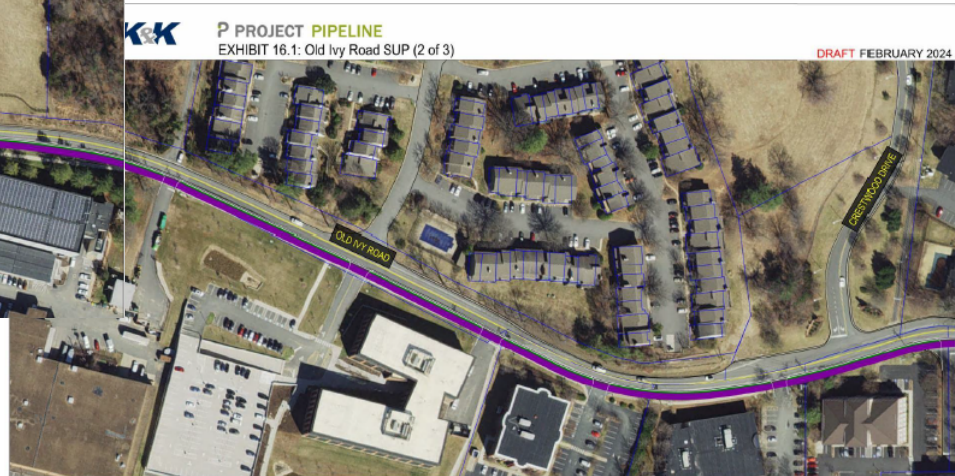 K&K
PROJECT PIPELINE
EXHIBIT 16.1: Old Ivy Road SUP (2 of 3)
DRAFT FIEBRUARY 2024
CRESTWOOD DRIVE
OLD IVY ROAD